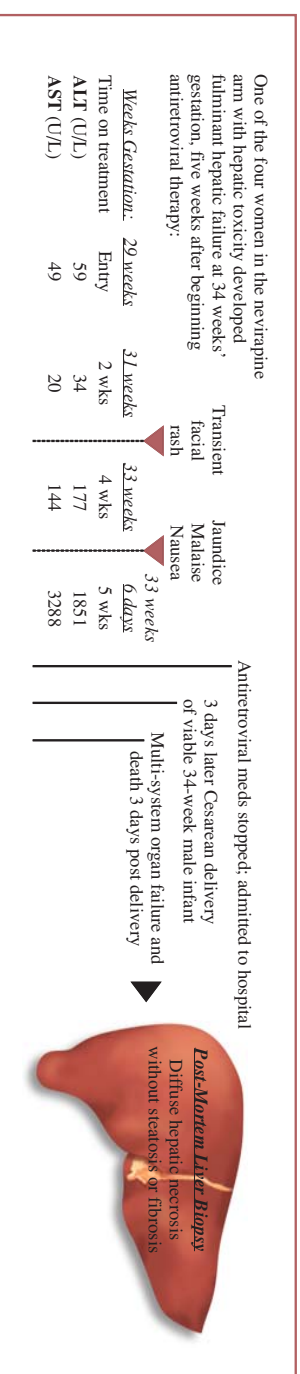 One of the four women in the nevirapine
arm with hepatic toxicity developed
fulminant hepatic failure at 34 weeks'
gestation, five weeks after beginning
antiretroviral therapy:
Transient
facial
rash
Jaundice
Malaise
Nausea
Weeks Gestation: 29 weeks 31 weeks 33 weeks 33 weeks
6 days
Time on treatment Entry 2 wks 4 wks 5 wks
ALT (U/L) 59 34 177 1851
AST (U/L) 49 20 144 3288
Antiretroviral meds stopped; admitted to hospital
3 days later Cesarean delivery
of viable 34-week male infant
Multi-system organ failure and
death 3 days post delivery
Post-Mortem Liver Biopsy
Diffuse hepatic necrosis
without steatosis or fibrosis